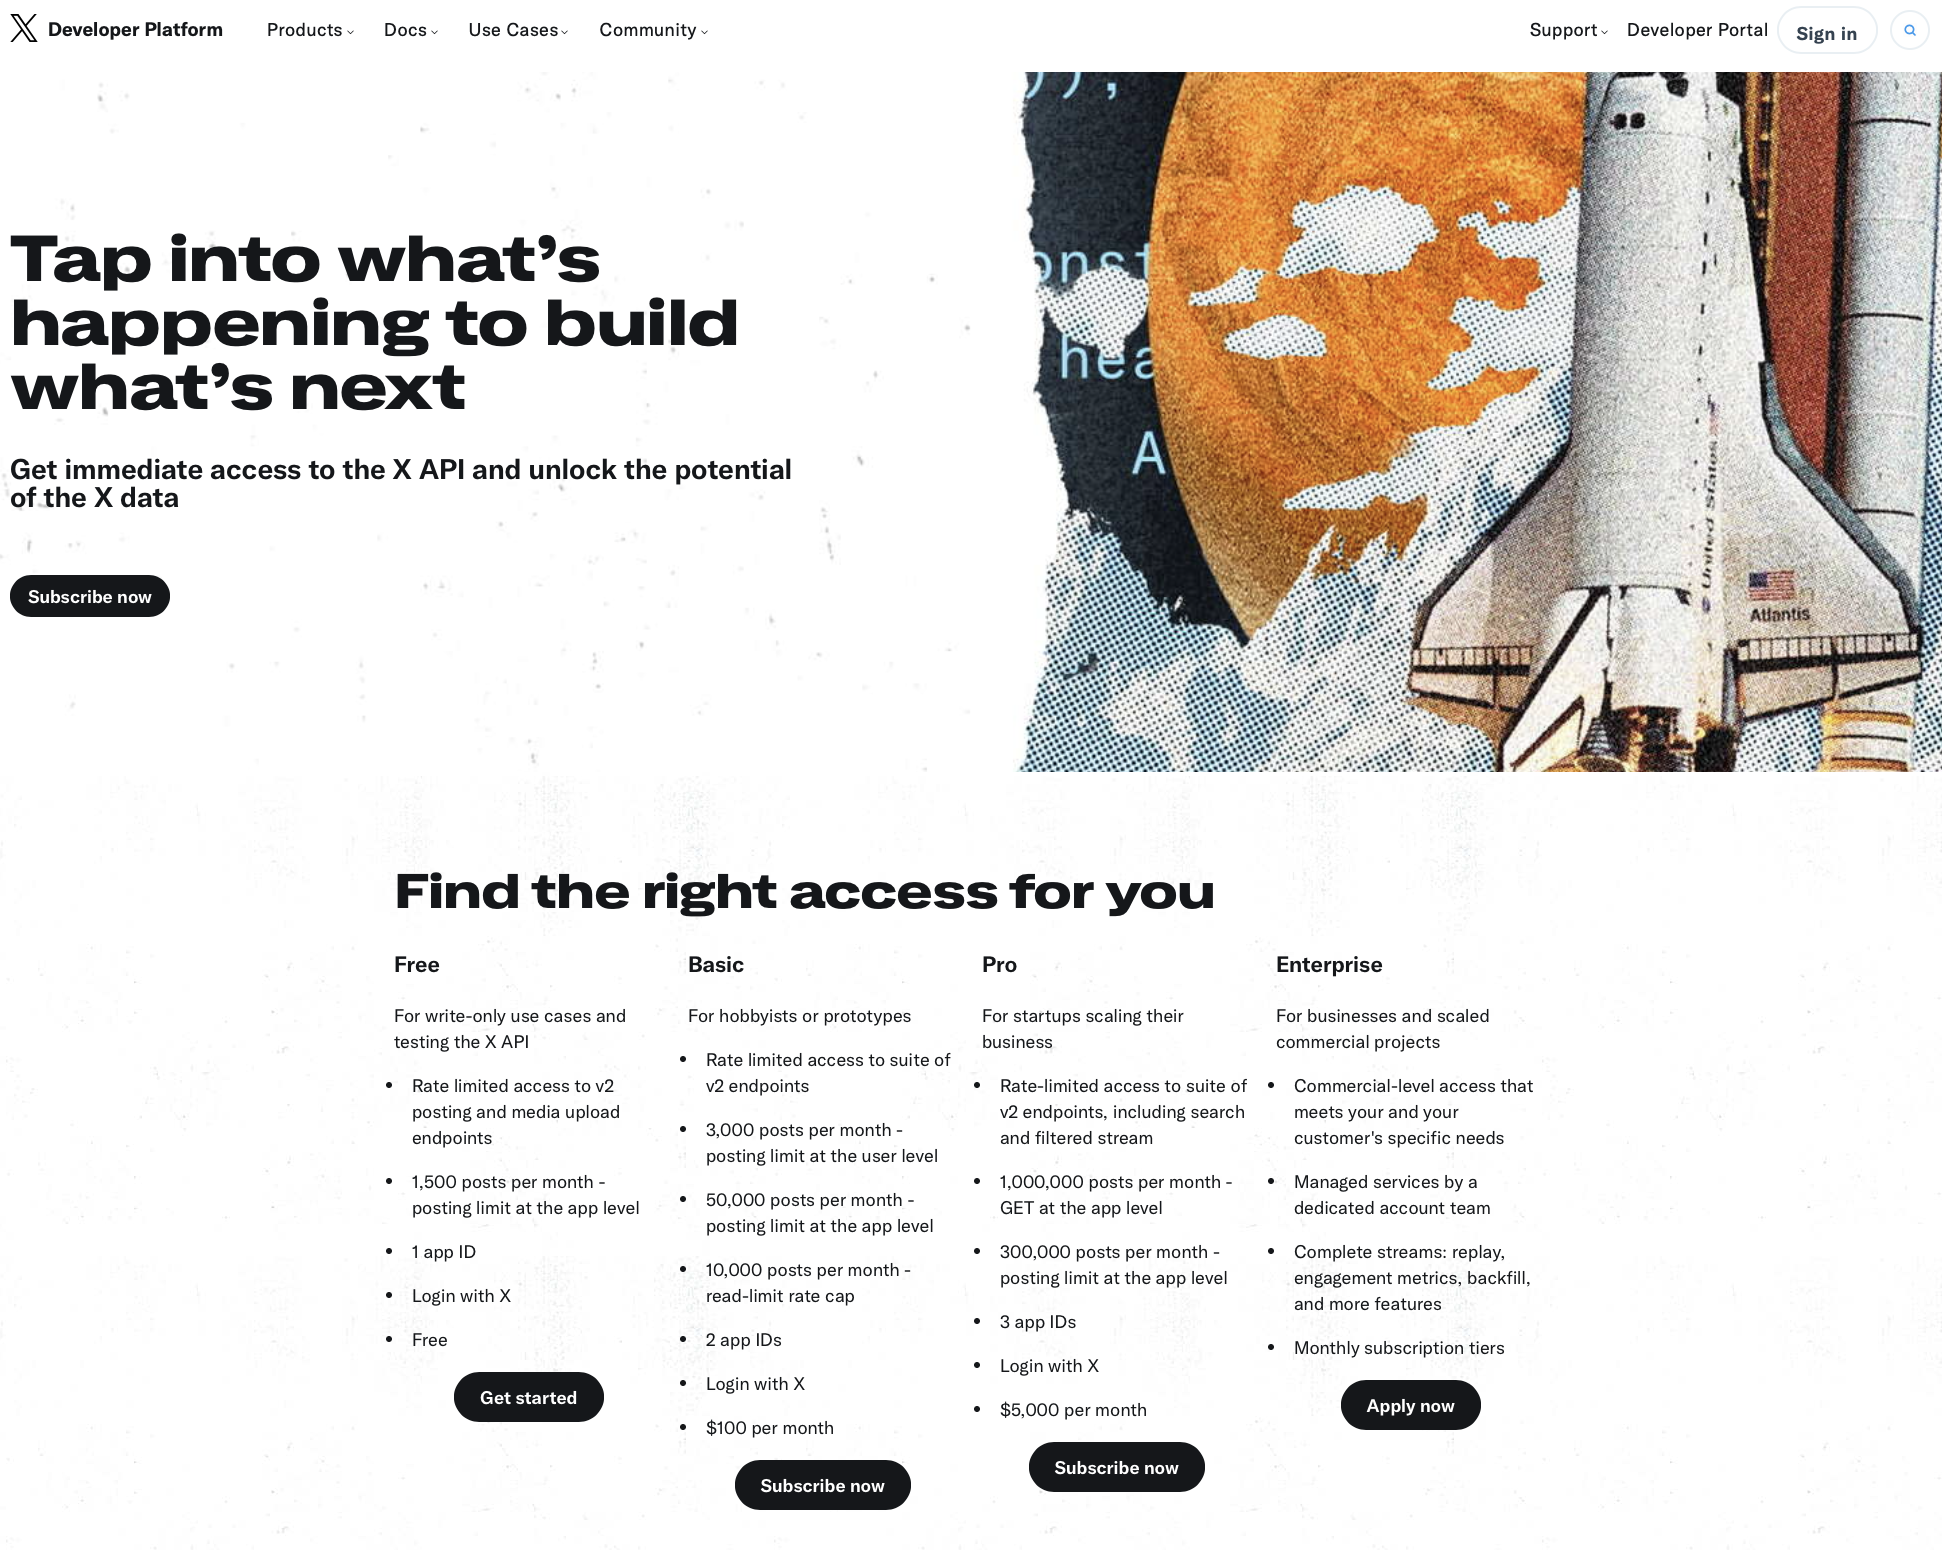 Developer Platform
Products
Docs
Use Cases
Community
Support
Developer Portal
Sign in
Tap into what’s
happening to build
what’s next
Get immediate access to the X API and unlock the potential
of the X data
Subscribe now
));
onst
hea
A
United States
Atlantis
Find the right access for you
Free
For write-only use cases and
testing the X API
• Rate limited access to v2
posting and media upload
endpoints
• 1,500 posts per month -
posting limit at the app level
• 1 app ID
• Login with X
• Free
Get started
Basic
For hobbyists or prototypes
• Rate limited access to suite of
v2 endpoints
• 3,000 posts per month -
posting limit at the user level
• 50,000 posts per month -
posting limit at the app level
• 10,000 posts per month -
read-limit rate cap
• 2 app IDs
• Login with X
• $100 per month
Subscribe now
Pro
For startups scaling their
business
• Rate-limited access to suite of
v2 endpoints, including search
and filtered stream
• 1,000,000 posts per month -
GET at the app level
• 300,000 posts per month -
posting limit at the app level
• 3 app IDs
• Login with X
• $5,000 per month
Subscribe now
Enterprise
For businesses and scaled
commercial projects
• Commercial-level access that
meets your and your
customer's specific needs
• Managed services by a
dedicated account team
• Complete streams: replay,
engagement metrics, backfill,
and more features
• Monthly subscription tiers
Apply now